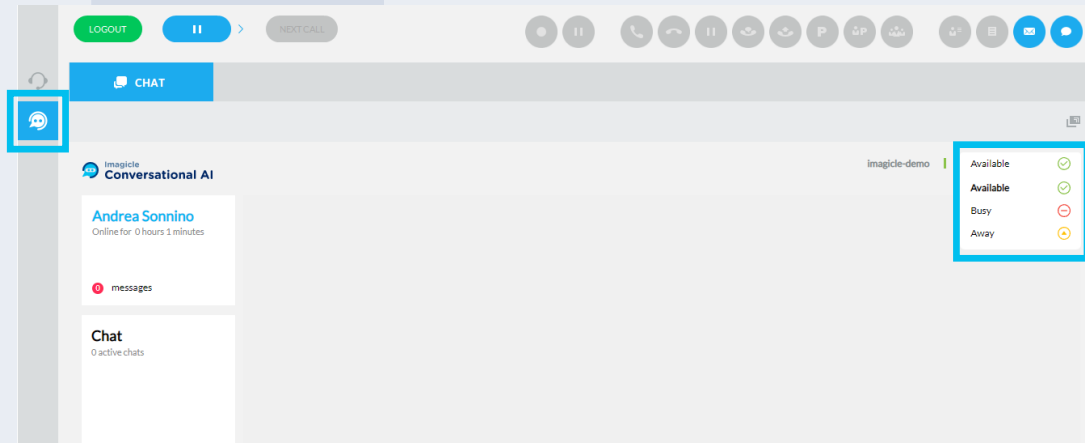 LOGOUT
NEXT CALL
P
P
CHAT
Imagicle
Conversational AI
imagicle-demo
Available
Available
Busy
Away
Andrea Sonnino
Online for 0 hours 1 minutes
0 messages
Chat
0 active chats